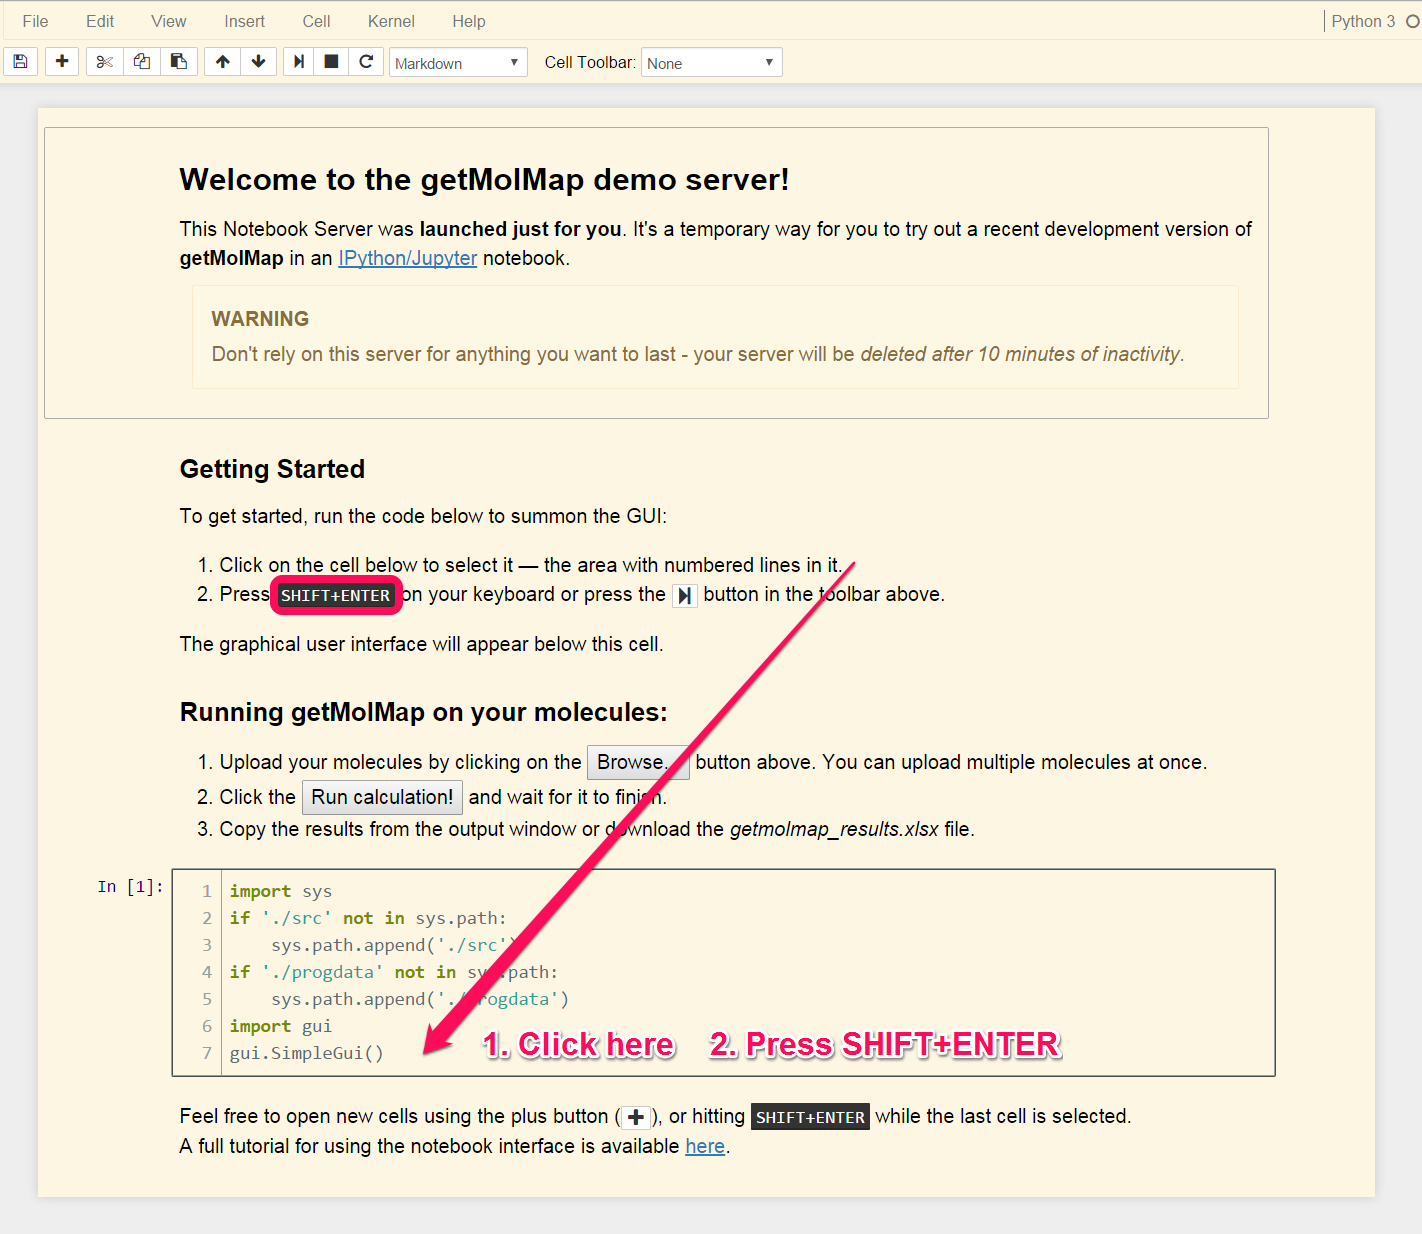 File Edit View Insert Cell Kernel Help Python 3
Markdown Cell Toolbar: None
Welcome to the getMolMap demo server!
This Notebook Server was launched just for you. It's a temporary way for you to try out a recent development version of
getMolMap in an IPython/Jupyter notebook.
WARNING
Don't rely on this server for anything you want to last - your server will be deleted after 10 minutes of inactivity.
Getting Started
To get started, run the code below to summon the GUI:
1. Click on the cell below to select it — the area with numbered lines in it.
2. Press SHIFT+ENTER on your keyboard or press the button in the toolbar above.
The graphical user interface will appear below this cell.
Running getMolMap on your molecules:
1. Upload your molecules by clicking on the Browse... button above. You can upload multiple molecules at once.
2. Click the Run calculation! and wait for it to finish.
3. Copy the results from the output window or download the getmolmap_results.xlsx file.
In [1]:
1 import sys
2 if './src' not in sys.path:
3 sys.path.append('./src')
4 if './progdata' not in sys.path:
5 sys.path.append('./progdata')
6 import gui
7 gui.SimpleGui()
1. Click here 2. Press SHIFT+ENTER
Feel free to open new cells using the plus button (+), or hitting SHIFT+ENTER while the last cell is selected.
A full tutorial for using the notebook interface is available here.